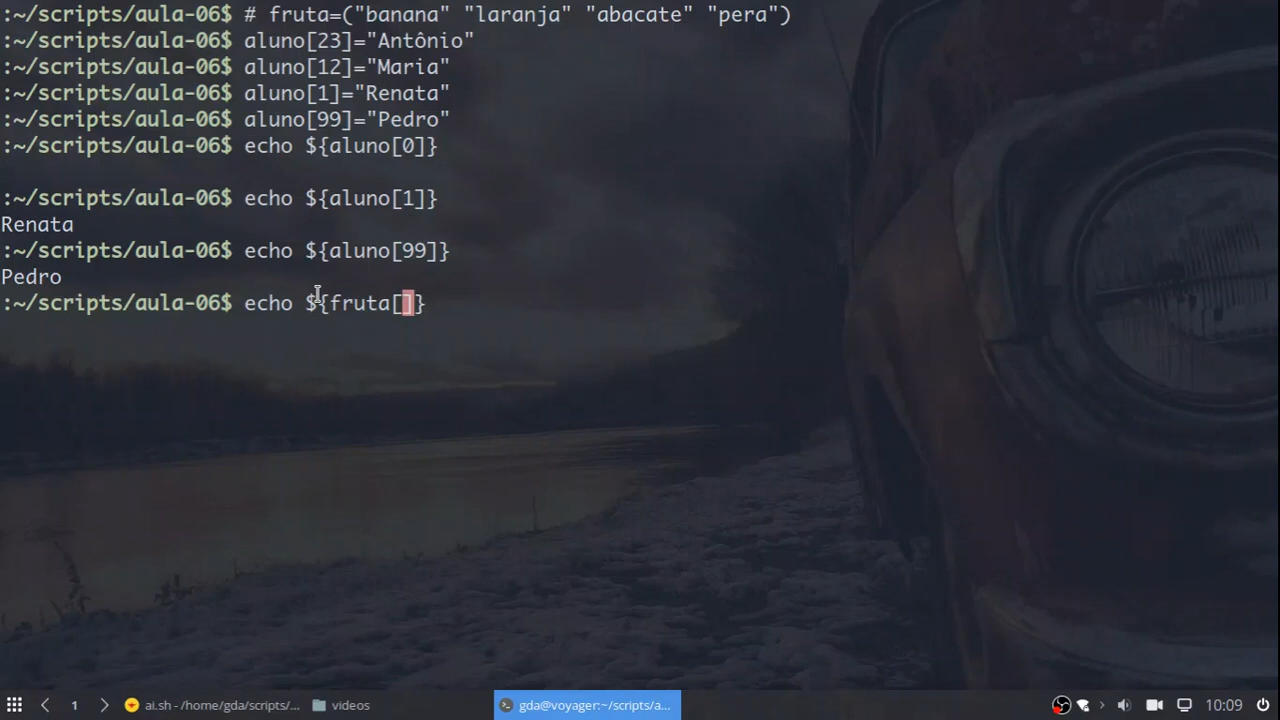 :~/scripts/aula-06$ # fruta=("banana" "laranja" "abacate" "pera")
:~/scripts/aula-06$ aluno[23]="Antônio"
:~/scripts/aula-06$ aluno[12]="Maria"
:~/scripts/aula-06$ aluno[1]="Renata"
:~/scripts/aula-06$ aluno[99]="Pedro"
:~/scripts/aula-06$ echo ${aluno[0]}
:~/scripts/aula-06$ echo ${aluno[1]}
Renata
:~/scripts/aula-06$ echo ${aluno[99]}
Pedro
:~/scripts/aula-06$ echo ${fruta[]}
1 ai.sh - /home/gda/scripts/... videos gda@voyager:~/scripts/a... 10:09